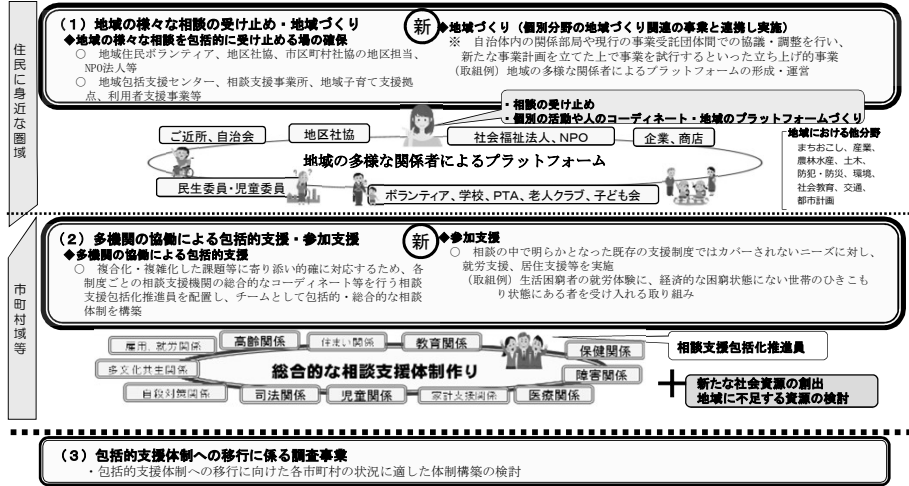 住民に身近な圏域
（１）地域の様々な相談の受け止め・地域づくり
◆地域の様々な相談を包括的に受け止める場の確保
○ 地域住民ボランティア、地区社協、市区町村社協の地区担当、
NPO法人等
○ 地域包括支援センター、相談支援事業所、地域子育て支援拠
点、利用者支援事業等
新
◆地域づくり（個別分野の地域づくり関連の事業と連携し実施）
※ 自治体内の関係部局や現行の事業受託団体間での協議・調整を行い、
新たな事業計画を立てた上で事業を試行するといった立ち上げ的事業
（取組例）地域の多様な関係者によるプラットフォームの形成・運営
・相談の受け止め
・個別の活動や人のコーディネート・地域のプラットフォームづくり
ご近所、自治会
地区社協
社会福祉法人、NPO
企業、商店
地域の多様な関係者によるプラットフォーム
民生委員・児童委員
ボランティア、学校、PTA、老人クラブ、子ども会
地域における他分野
まちおこし、産業、
農林水産、土木、
防犯・防災、環境、
社会教育、交通、
都市計画
市町村域等
（２）多機関の協働による包括的支援・参加支援
◆多機関の協働による包括的支援
○ 複合化・複雑化した課題等に寄り添い的確に対応するため、各
制度ごとの相談支援機関の総合的なコーディネート等を行う相談
支援包括化推進員を配置し、チームとして包括的・総合的な相談
体制を構築
新
◆参加支援
○ 相談の中で明らかとなった既存の支援制度ではカバーされないニーズに対し、
就労支援、居住支援等を実施
（取組例）生活困窮者の就労体験に、経済的な困窮状態にない世帯のひきこも
り状態にある者を受け入れる取り組み
雇用、就労関係
高齢関係
住まい関係
教育関係
保健関係
相談支援包括化推進員
多文化共生関係
総合的な相談支援体制作り
障害関係
自殺対策関係
司法関係
児童関係
家計支援関係
医療関係
＋
新たな社会資源の創出
地域に不足する資源の検討
（３）包括的支援体制への移行に係る調査事業
・包括的支援体制への移行に向けた各市町村の状況に適した体制構築の検討